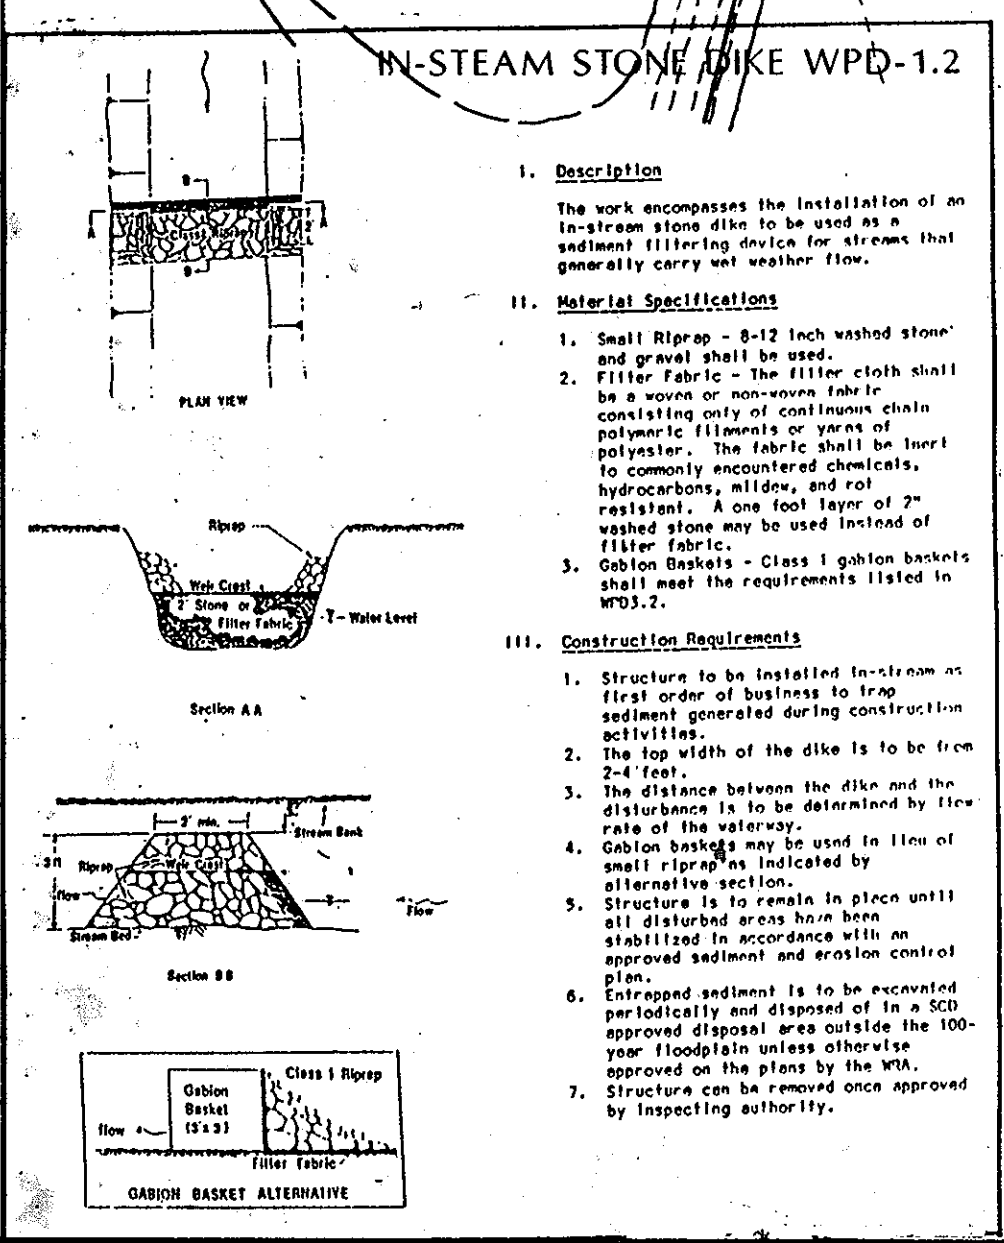 IN-STEAM STONE DIKE WPD-1.2
B
A
A
Class I Riprap
2'
B
PLAN VIEW
Riprap
Weir Crest
2" Stone or
Filter Fabric
Water Level
Section AA
2' min.
Stream Bank
3 ft
Riprap
Weir Crest
flow
Flow
Stream Bed
Section BB
Class I Riprap
Gabion
Basket
(3'x3')
flow
Filter Fabric
GABION BASKET ALTERNATIVE
I. Description
The work encompasses the installation of an
in-stream stone dike to be used as a
sediment filtering device for streams that
generally carry wet weather flow.
II. Material Specifications
1. Small Riprap - 8-12 inch washed stone
and gravel shall be used.
2. Filter Fabric - The filter cloth shall
be a woven or non-woven fabric
consisting only of continuous chain
polymeric filaments or yarns of
polyester. The fabric shall be inert
to commonly encountered chemicals,
hydrocarbons, mildew, and rot
resistant. A one foot layer of 2"
washed stone may be used instead of
filter fabric.
3. Gabion Baskets - Class I gabion baskets
shall meet the requirements listed in
WPD3.2.
III. Construction Requirements
1. Structure to be installed in-stream as
first order of business to trap
sediment generated during construction
activities.
2. The top width of the dike is to be from
2-4 feet.
3. The distance between the dike and the
disturbance is to be determined by flow
rate of the waterway.
4. Gabion baskets may be used in lieu of
small riprap as indicated by
alternative section.
5. Structure is to remain in place until
all disturbed areas have been
stabilized in accordance with an
approved sediment and erosion control
plan.
6. Entrapped sediment is to be excavated
periodically and disposed of in a SCD
approved disposal area outside the 100-
year floodplain unless otherwise
approved on the plans by the WRA.
7. Structure can be removed once approved
by inspecting authority.